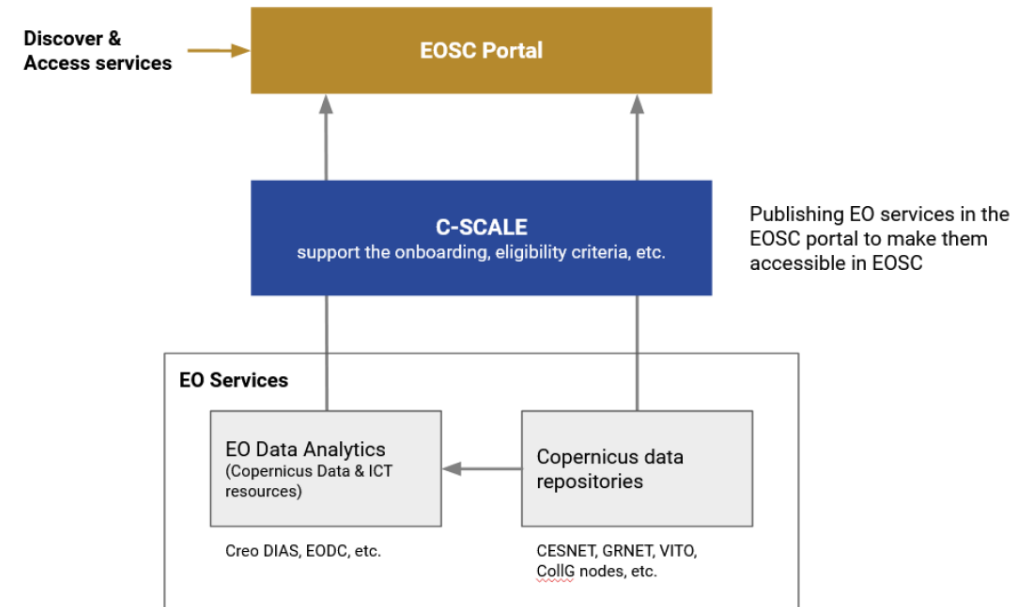 Discover &
Access services
EOSC Portal
C-SCALE
support the onboarding, eligibility criteria, etc.
Publishing EO services in the
EOSC portal to make them
accessible in EOSC
EO Services
EO Data Analytics
(Copernicus Data & ICT
resources)
Copernicus data
repositories
Creo DIAS, EODC, etc.
CESNET, GRNET, VITO,
CollG nodes, etc.